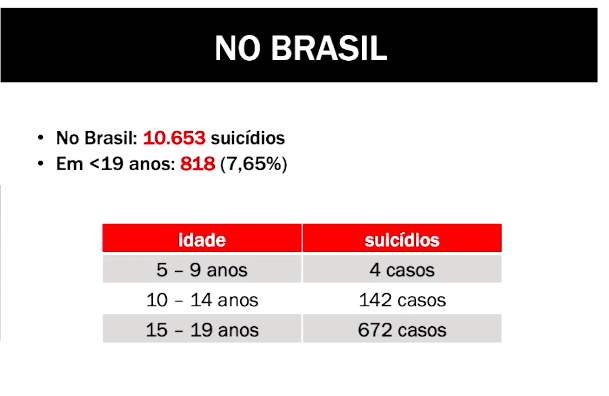 NO BRASIL
• No Brasil: 10.653 suicídios
• Em <19 anos: 818 (7,65%)
idade suicídios
5 – 9 anos 4 casos
10 – 14 anos 142 casos
15 – 19 anos 672 casos